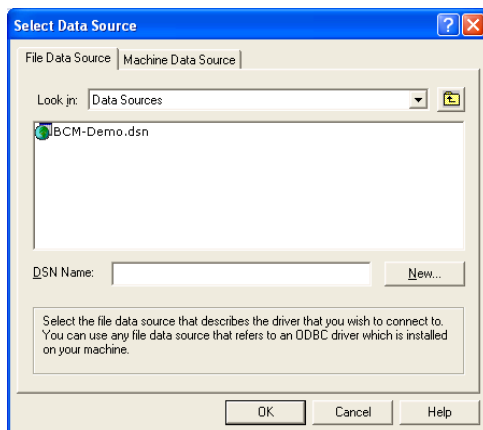 Select Data Source
File Data Source Machine Data Source
Look in: Data Sources
BCM-Demo.dsn
DSN Name: New...
Select the file data source that describes the driver that you wish to connect to.
You can use any file data source that refers to an ODBC driver which is installed
on your machine.
OK Cancel Help